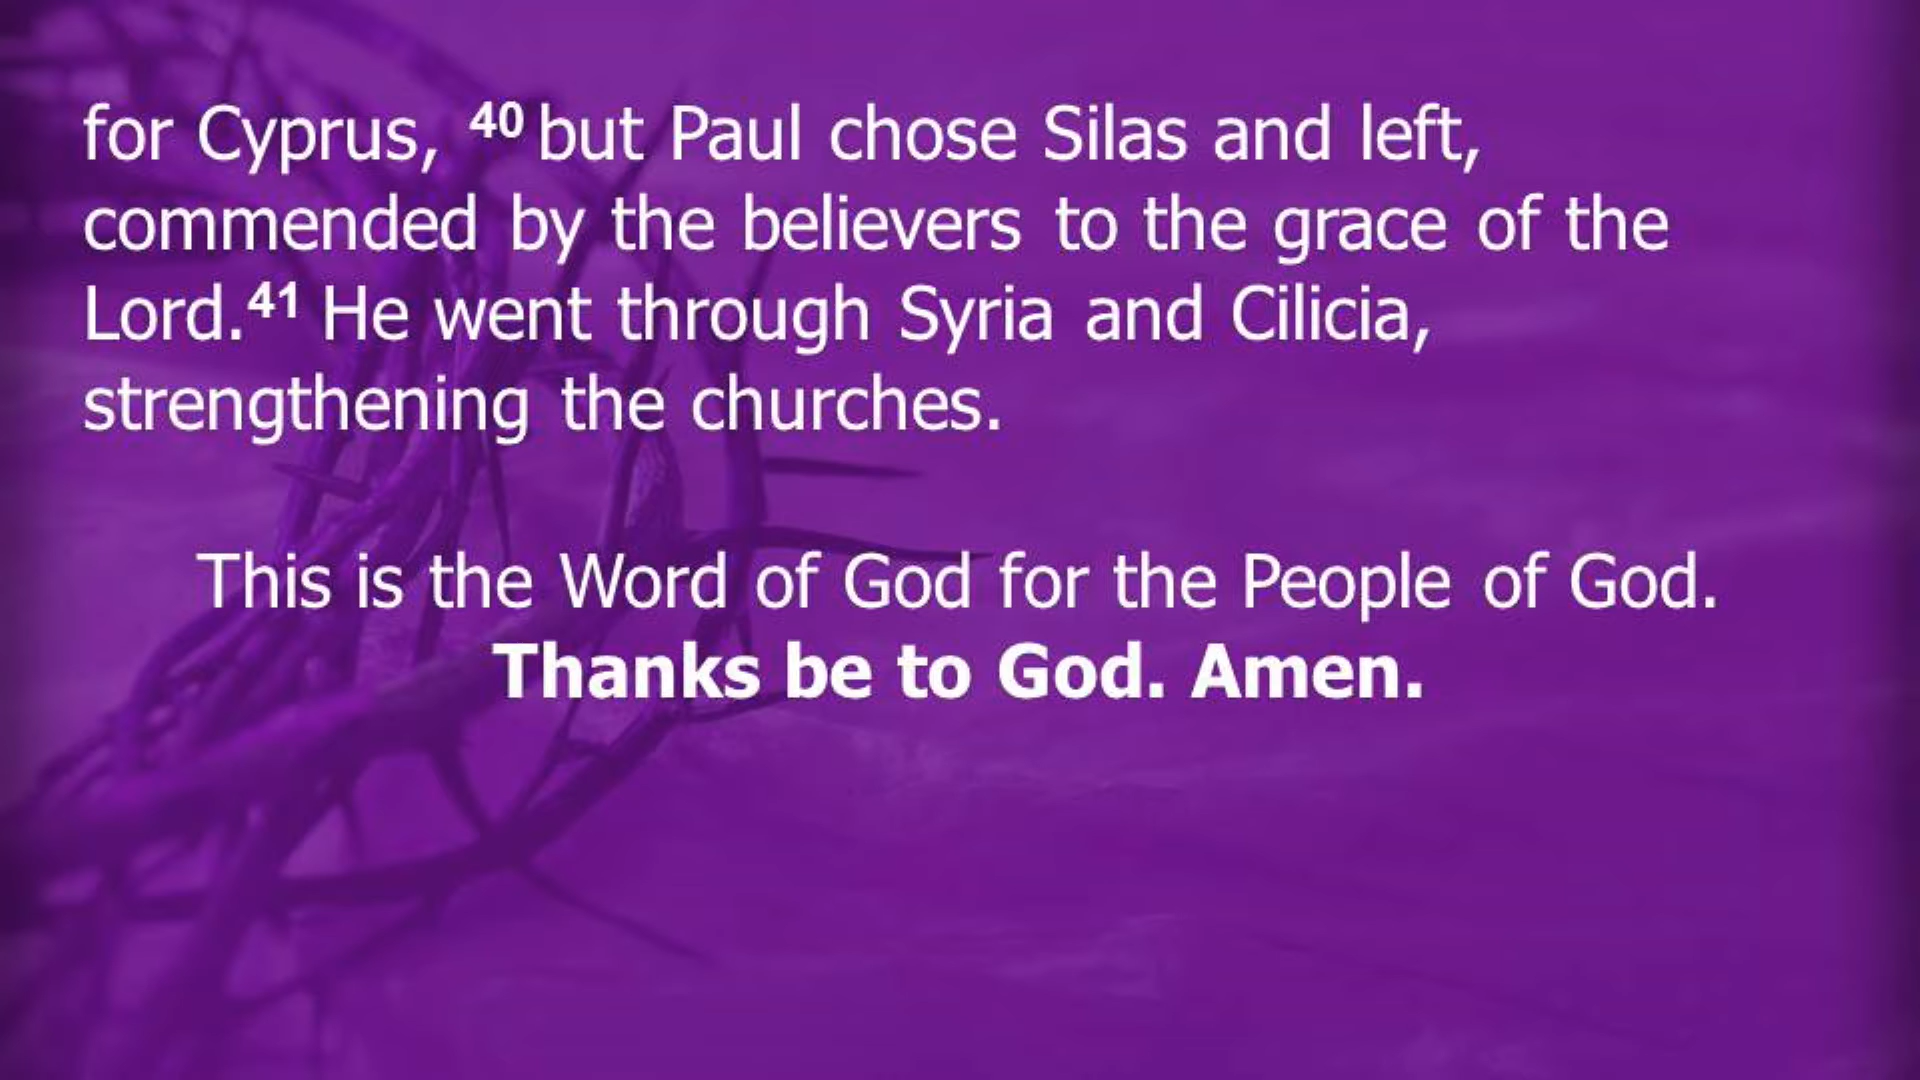 for Cyprus, 40 but Paul chose Silas and left,
commended by the believers to the grace of the
Lord.41 He went through Syria and Cilicia,
strengthening the churches.
This is the Word of God for the People of God.
Thanks be to God. Amen.